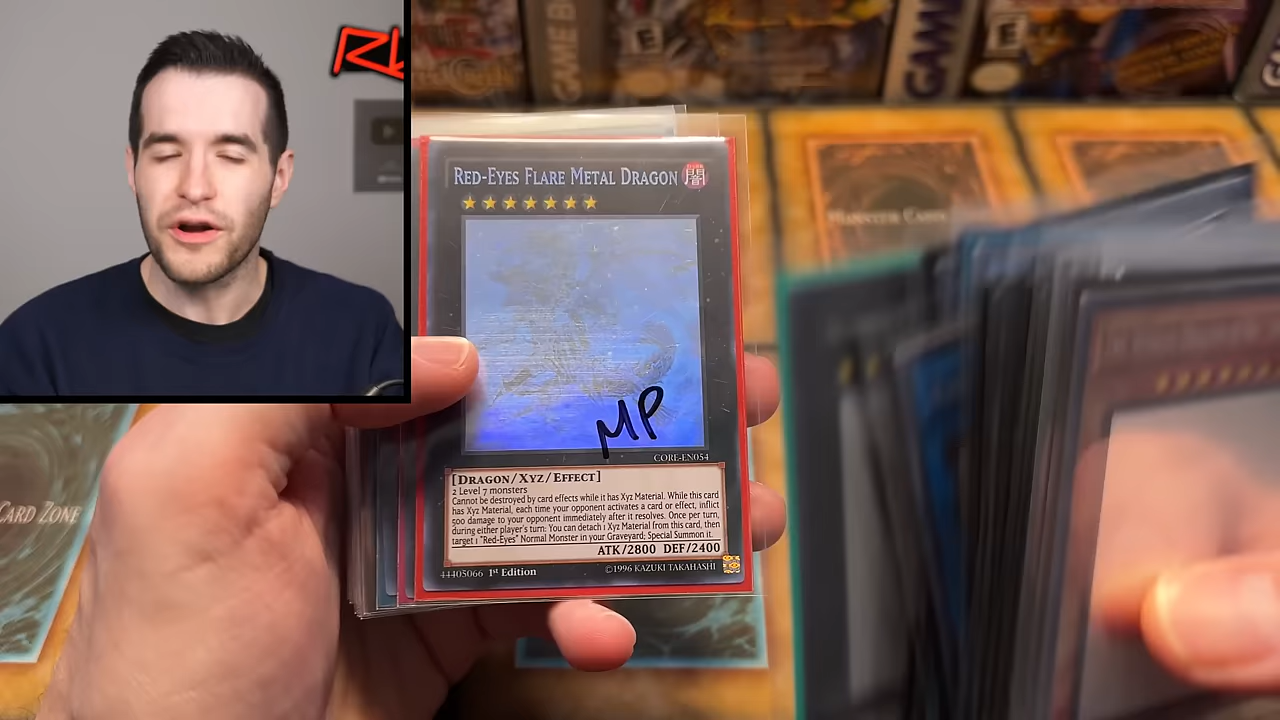 RED-EYES FLARE METAL DRAGON 闇
MP
CORE-EN054
[DRAGON/XYZ/EFFECT]
2 Level 7 monsters
Cannot be destroyed by card effects while it has Xyz Material. While this card
has Xyz Material, each time your opponent activates a card or effect, inflict
500 damage to your opponent immediately after it resolves. Once per turn,
during either player's turn: You can detach 1 Xyz Material from this card, then
target 1 "Red-Eyes" Normal Monster in your Graveyard; Special Summon it.
ATK/2800 DEF/2400
44405066 1st Edition ©1996 KAZUKI TAKAHASHI
CARD ZONE
MONSTER CARD
GAME B
E
GAM
E